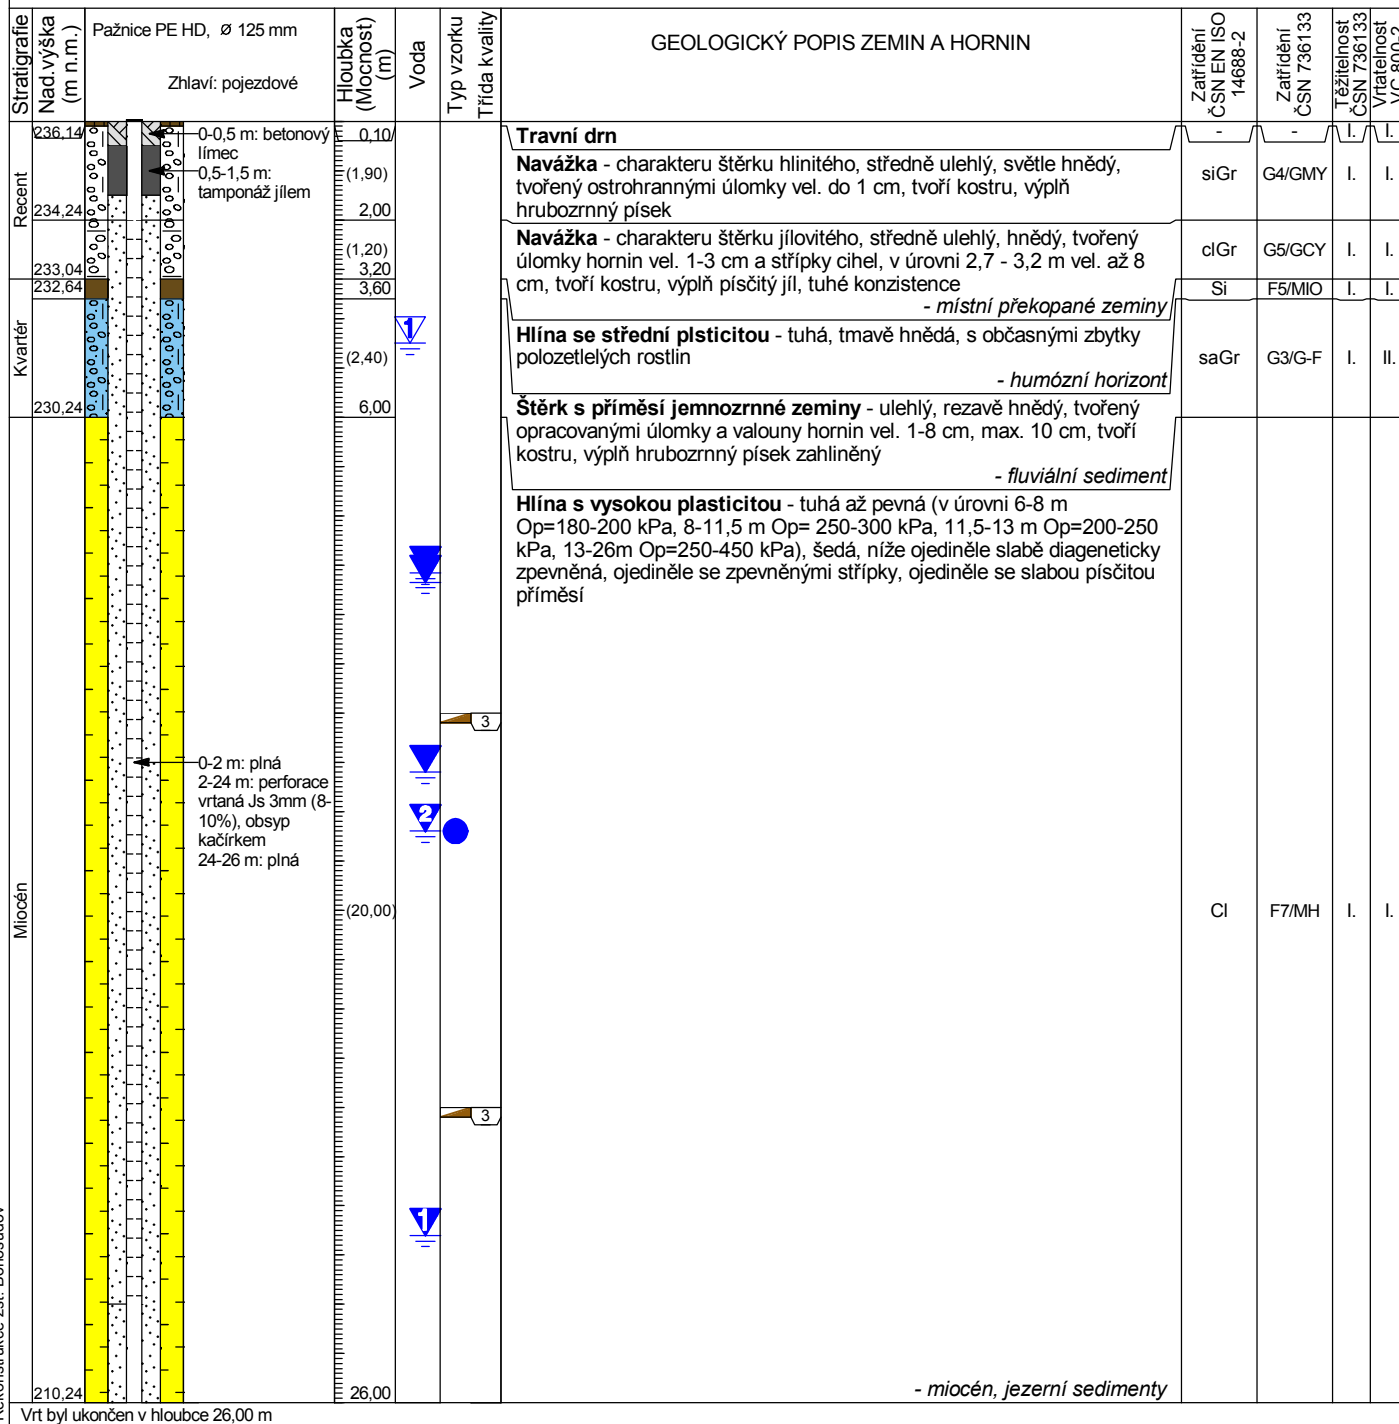 Stratigrafie
Nad.výška
(m n.m.)
Pažnice PE HD, ø 125 mm
Zhlaví: pojezdové
Hloubka
(Mocnost)
(m)
Voda
Typ vzorku
Třída kvality
GEOLOGICKÝ POPIS ZEMIN A HORNIN
Zatřídění
ČSN EN ISO
14688-2
Zatřídění
ČSN 736133
Těžitelnost
ČSN 736133
Vrtatelnost
VC 800-2
Recent
236,14
0-0,5 m: betonový
límec
0,5-1,5 m:
tamponáž jílem
0,10
Travní drn
-
-
I.
I.
(1,90)
Navážka - charakteru štěrku hlinitého, středně ulehlý, světle hnědý,
tvořený ostrohrannými úlomky vel. do 1 cm, tvoří kostru, výplň
hrubozrnný písek
siGr
G4/GMY
I.
I.
234,24
2,00
(1,20)
Navážka - charakteru štěrku jílovitého, středně ulehlý, hnědý, tvořený
úlomky hornin vel. 1-3 cm a střípky cihel, v úrovni 2,7 - 3,2 m vel. až 8
cm, tvoří kostru, výplň písčitý jíl, tuhé konzistence
- místní překopané zeminy
clGr
G5/GCY
I.
I.
233,04
3,20
232,64
3,60
Si
F5/MIO
I.
I.
Kvartér
1
Hlína se střední plsticitou - tuhá, tmavě hnědá, s občasnými zbytky
polozetlelých rostlin
- humózní horizont
(2,40)
saGr
G3/G-F
I.
II.
230,24
6,00
Štěrk s příměsí jemnozrnné zeminy - ulehlý, rezavě hnědý, tvořený
opracovanými úlomky a valouny hornin vel. 1-8 cm, max. 10 cm, tvoří
kostru, výplň hrubozrnný písek zahliněný
- fluviální sediment
Hlína s vysokou plasticitou - tuhá až pevná (v úrovni 6-8 m
Op=180-200 kPa, 8-11,5 m Op= 250-300 kPa, 11,5-13 m Op=200-250
kPa, 13-26m Op=250-450 kPa), šedá, níže ojediněle slabě diageneticky
zpevněná, ojediněle se zpevněnými střípky, ojediněle se slabou písčitou
příměsí
3
0-2 m: plná
2-24 m: perforace
vrtaná Js 3mm (8-
10%), obsyp
kačírkem
24-26 m: plná
2
Miocén
(20,00)
Cl
F7/MH
I.
I.
3
1
210,24
26,00
- miocén, jezerní sedimenty
Vrt byl ukončen v hloubce 26,00 m